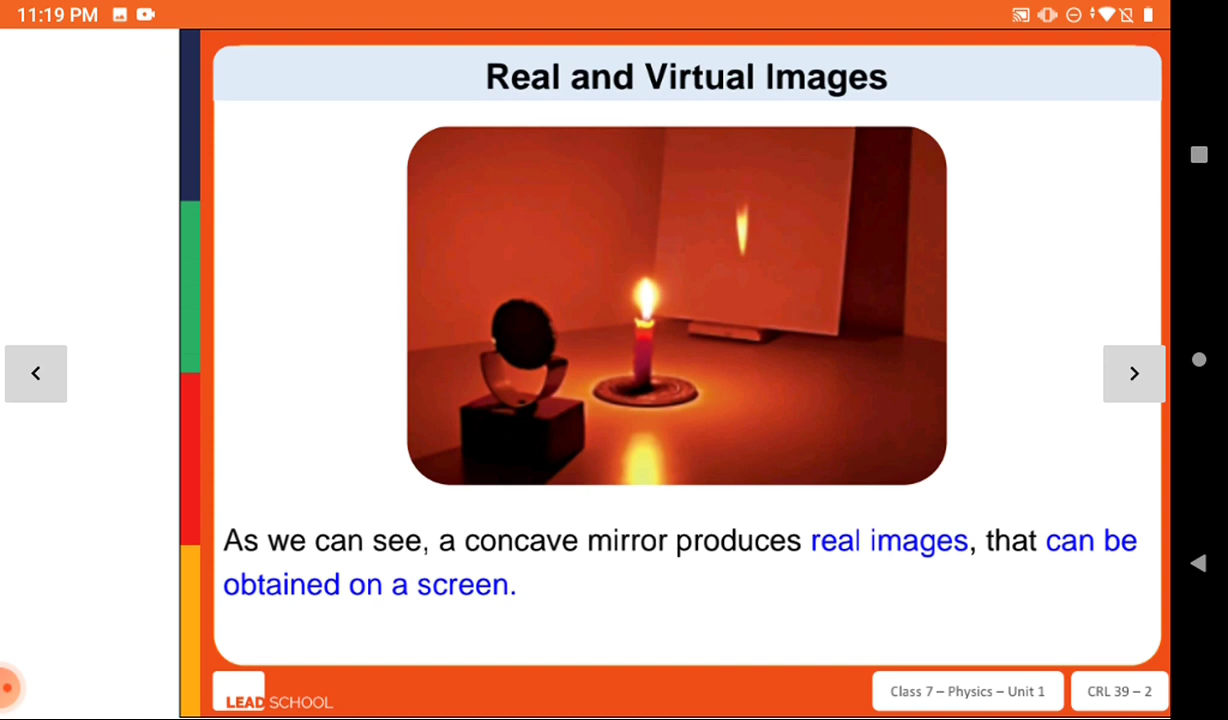 11:19 PM
Real and Virtual Images
As we can see, a concave mirror produces real images, that can be
obtained on a screen.
LEAD SCHOOL
Class 7 – Physics – Unit 1
CRL 39 – 2